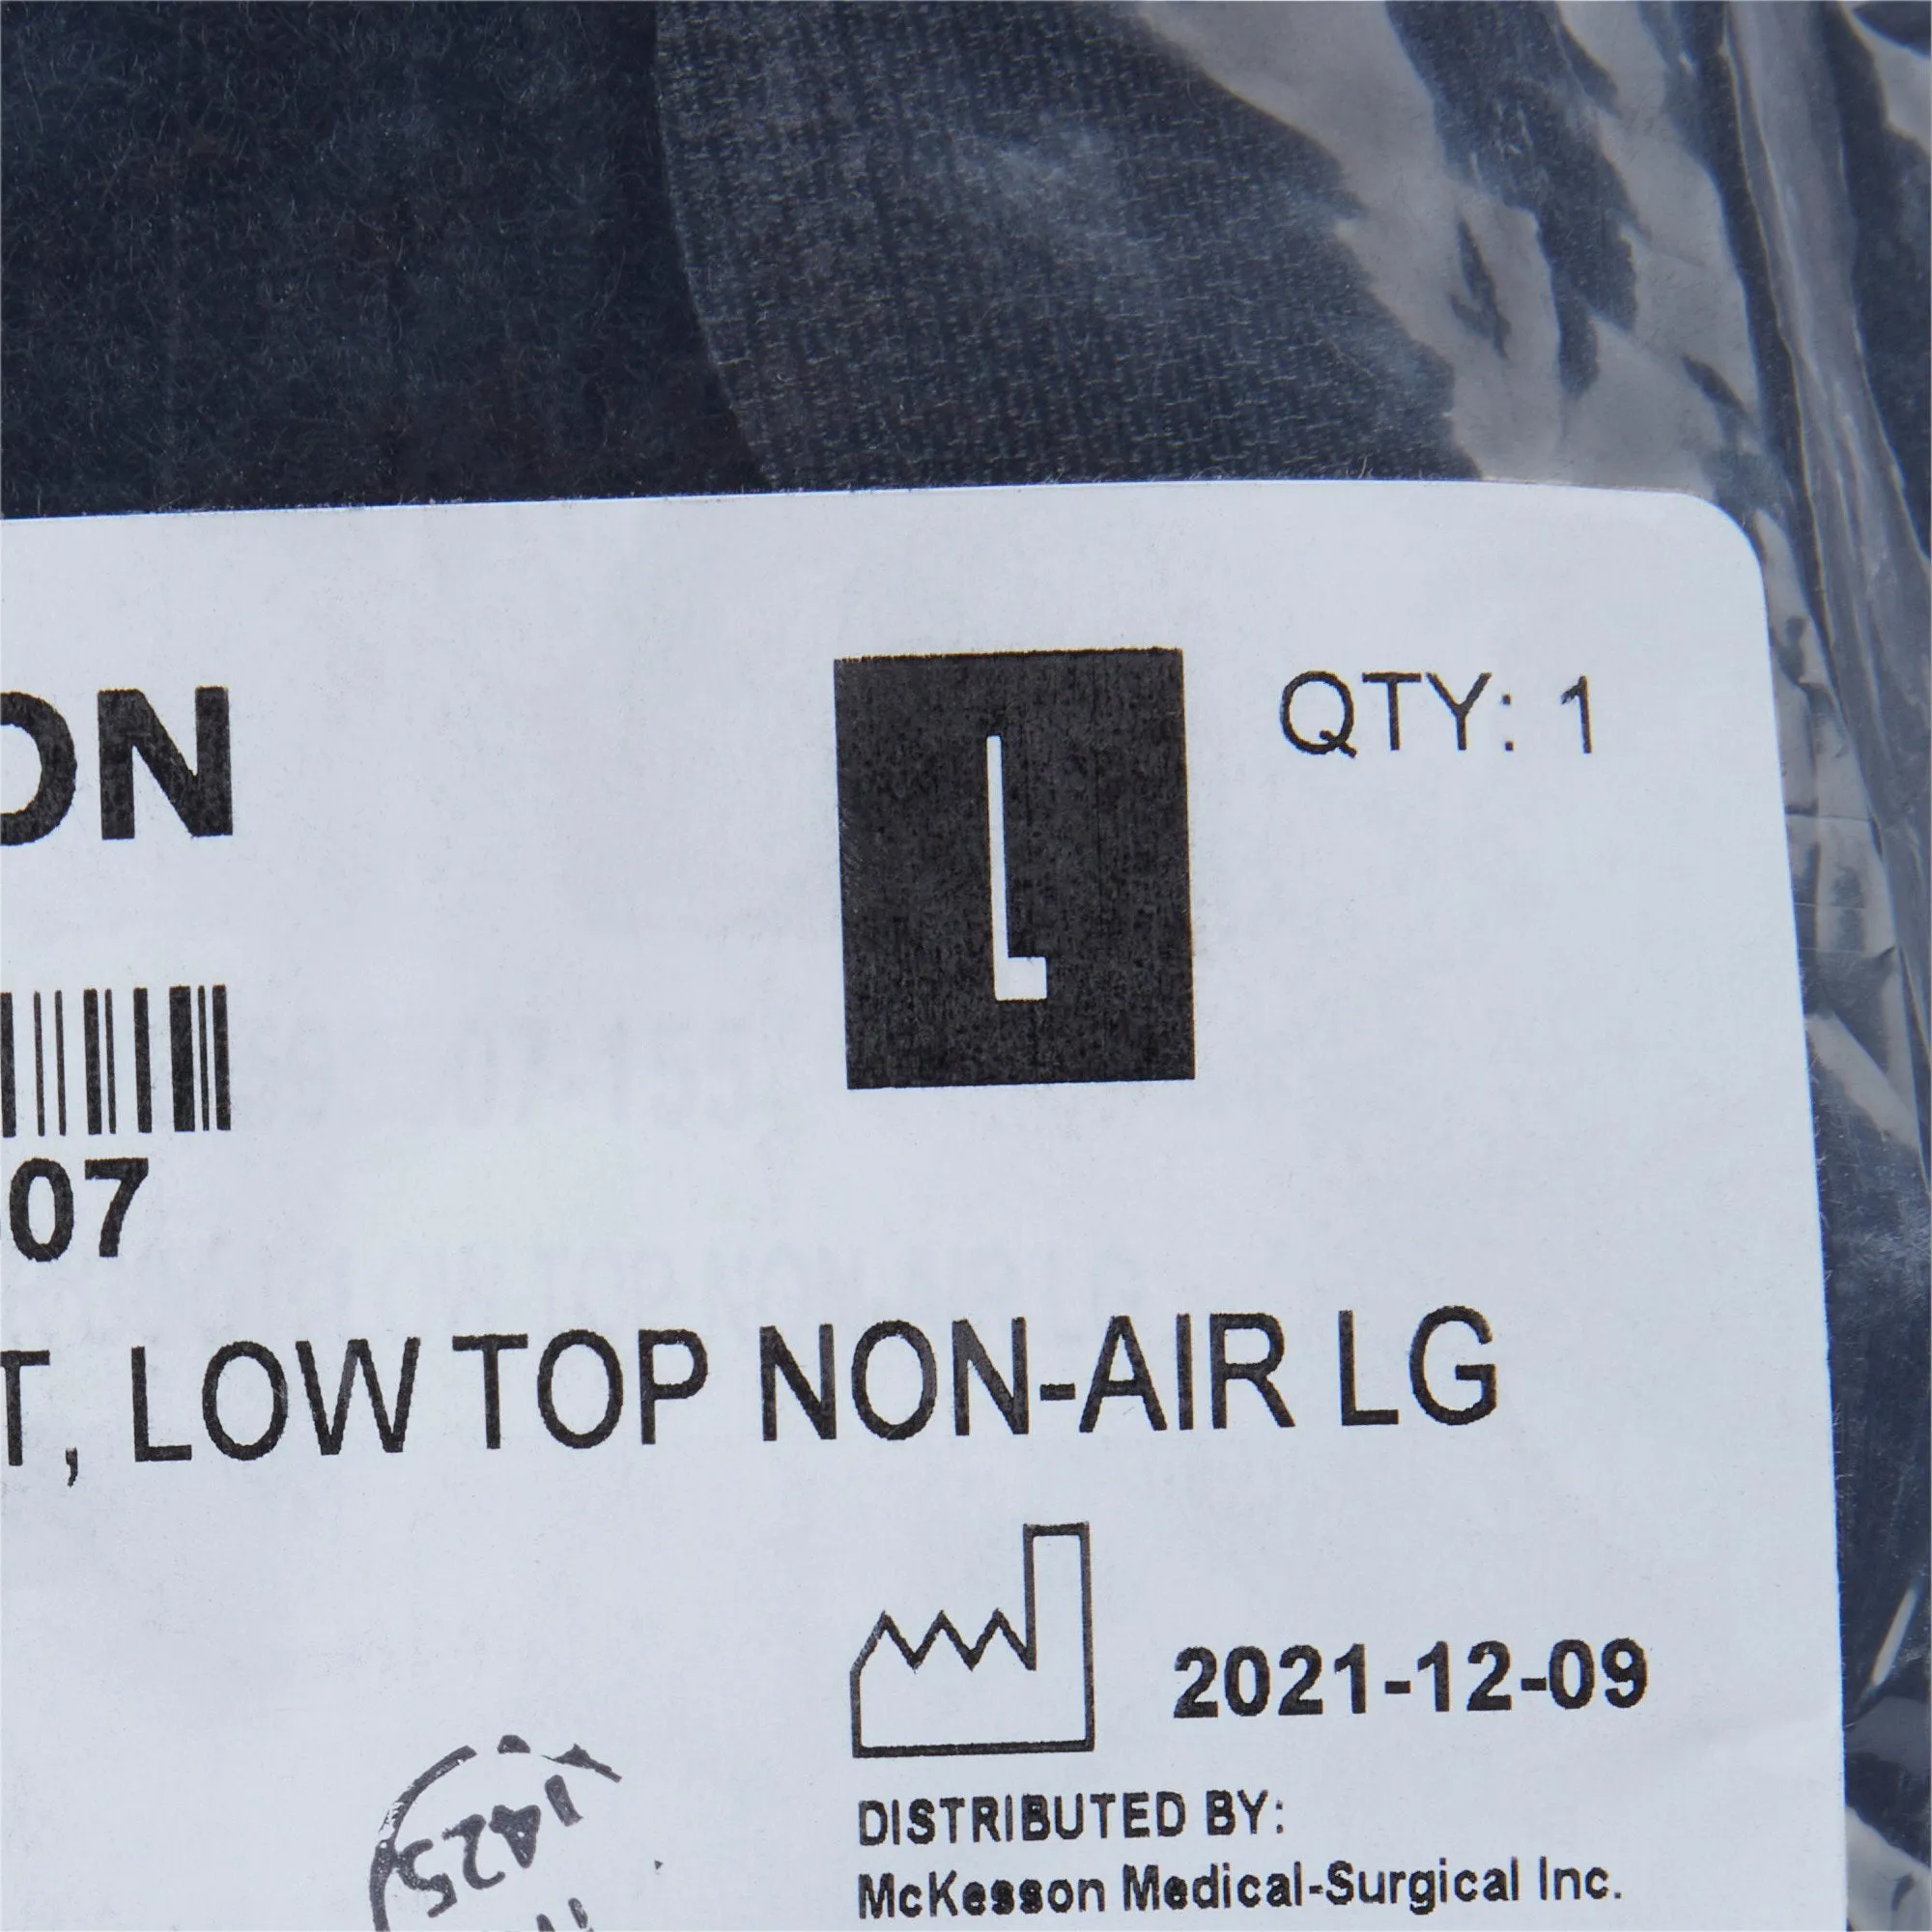 ON
L
QTY: 1
07
T, LOW TOP NON-AIR LG
2021-12-09
1425
DISTRIBUTED BY:
McKesson Medical-Surgical Inc.